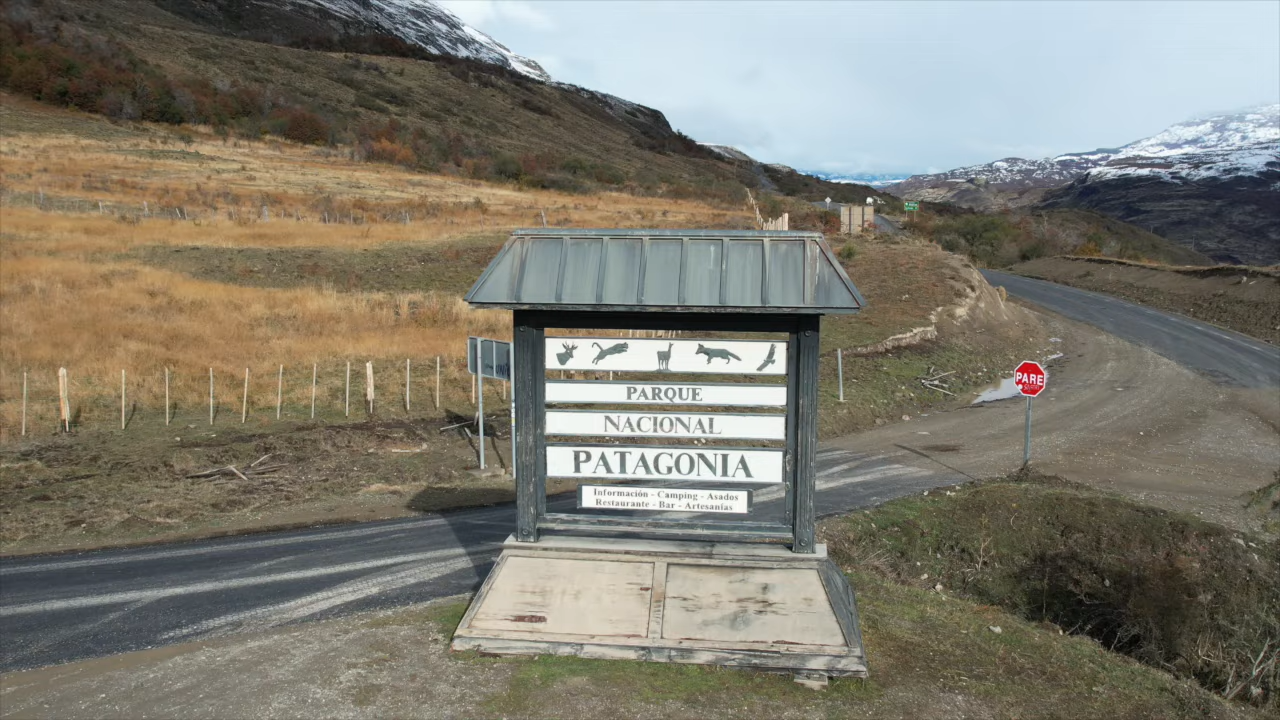 PARQUE
NACIONAL
PATAGONIA
Información - Camping - Asados
Restaurante - Bar - Artesanías
PARE